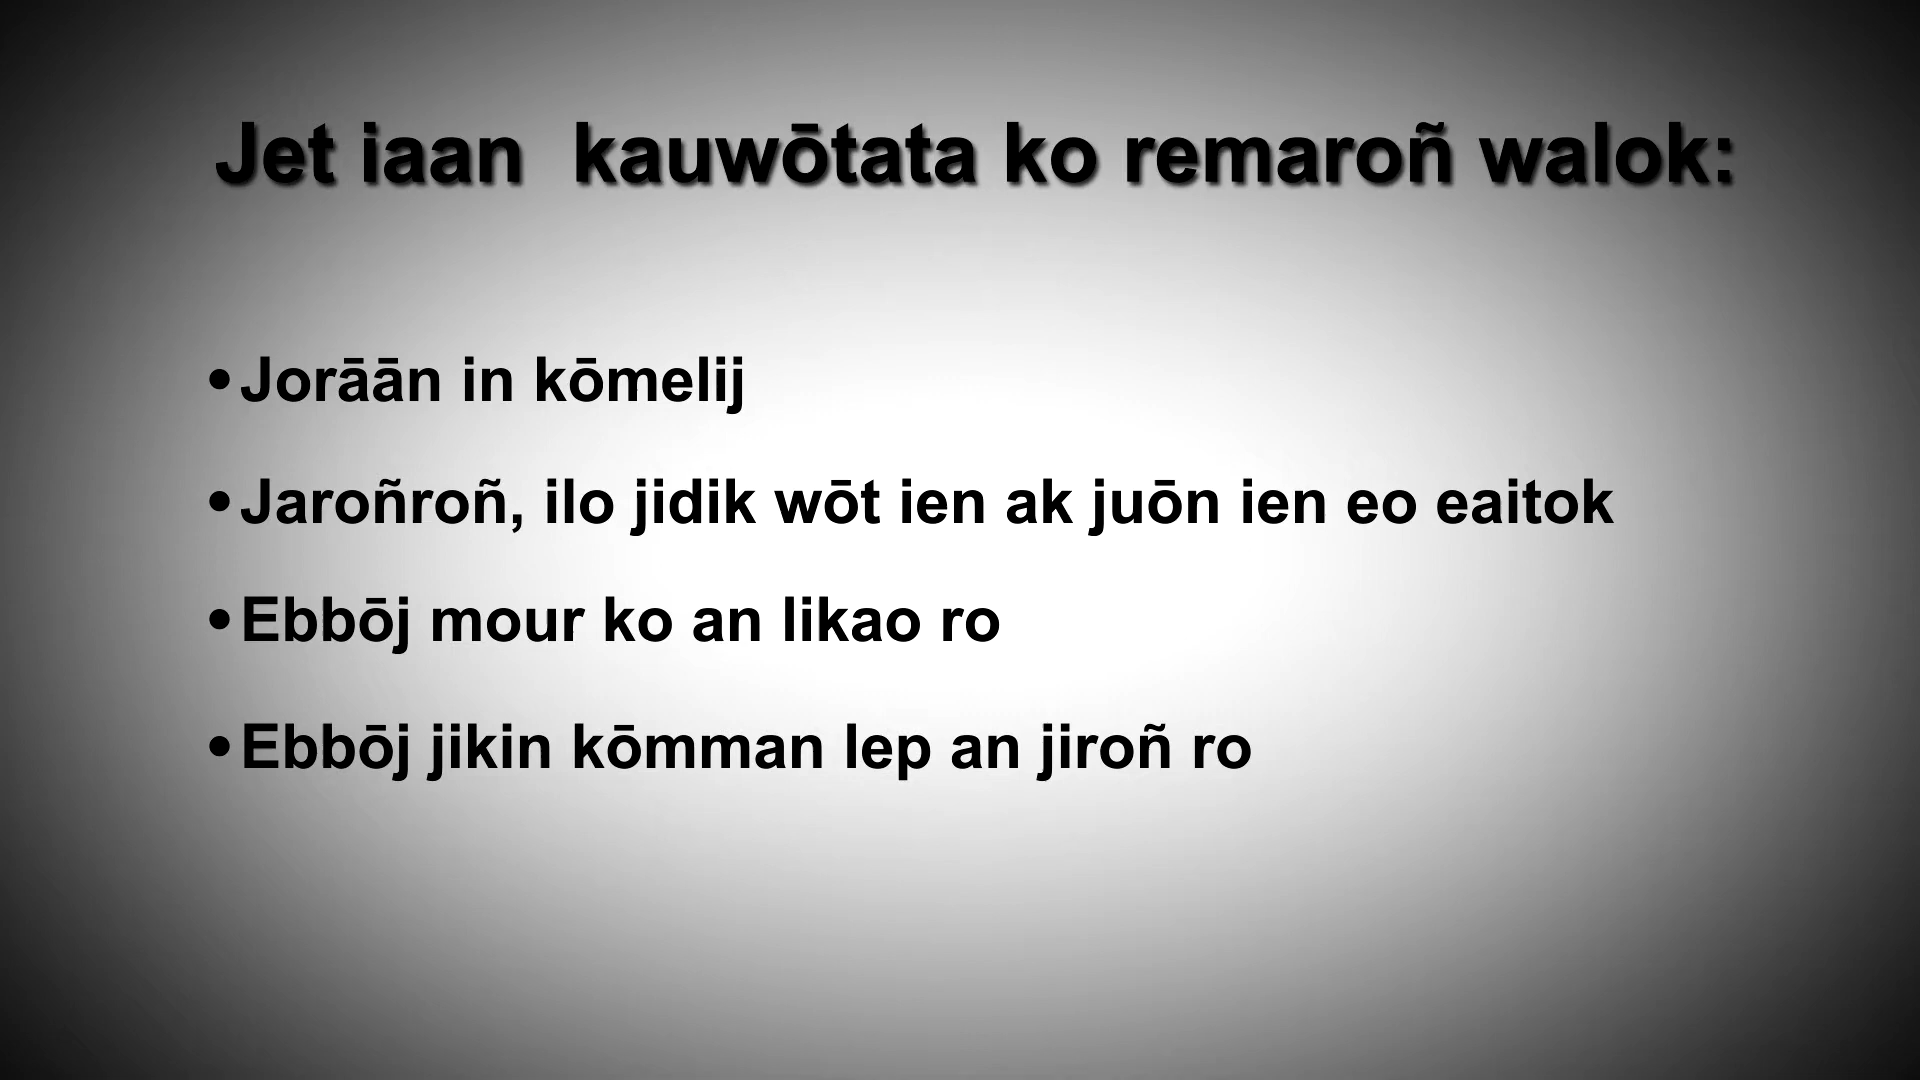 Jet iaan  kauwōtata ko remaroñ walok:
•Jorāān in kōmelij
•Jaroñroñ, ilo jidik wōt ien ak juōn ien eo eaitok
•Ebbōj mour ko an likao ro
•Ebbōj jikin kōmman lep an jiroñ ro